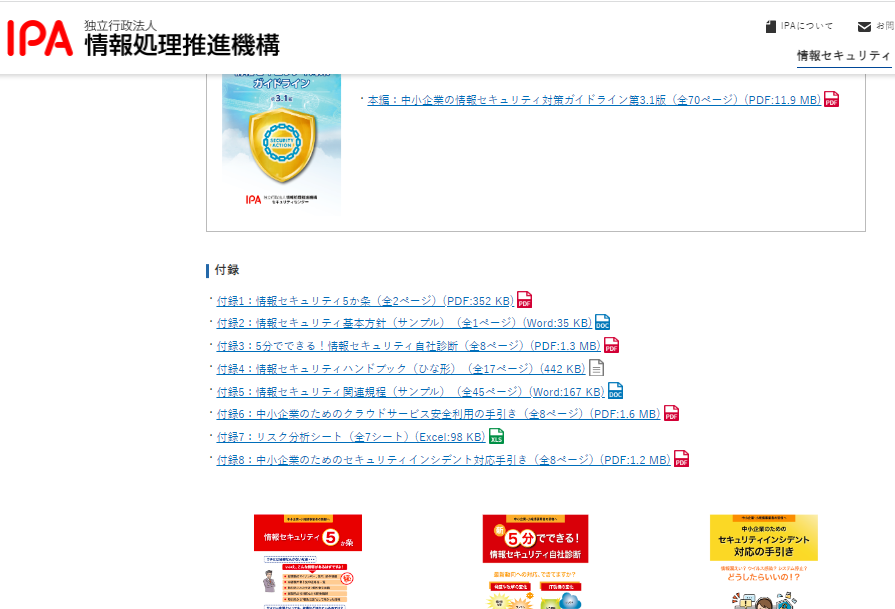 IPA
独立行政法人
情報処理推進機構
IPAについて
お問
情報セキュリティ
ガイドライン
第3.1版
SECURITY ACTION
IPA
・本編：中小企業の情報セキュリティ対策ガイドライン第3.1版（全70ページ）(PDF:11.9 MB)
PDF
付録
・付録1：情報セキュリティ5か条（全2ページ）(PDF:352 KB)
PDF
・付録2：情報セキュリティ基本方針（サンプル）（全1ページ）(Word:35 KB)
DOC
・付録3：5分でできる！情報セキュリティ自社診断（全8ページ）(PDF:1.3 MB)
PDF
・付録4：情報セキュリティハンドブック（ひな形）（全17ページ）(442 KB)
・付録5：情報セキュリティ関連規程（サンプル）（全45ページ）(Word:167 KB)
DOC
・付録6：中小企業のためのクラウドサービス安全利用の手引き（全8ページ）(PDF:1.6 MB)
PDF
・付録7：リスク分析シート（全7シート）(Excel:98 KB)
XLS
・付録8：中小企業のためのセキュリティインシデント対応手引き（全8ページ）(PDF:1.2 MB)
PDF
情報セキュリティ5か条
新5分でできる！
情報セキュリティ自社診断
中小企業のための
セキュリティインシデント
対応の手引き
どうしたらいいの！？